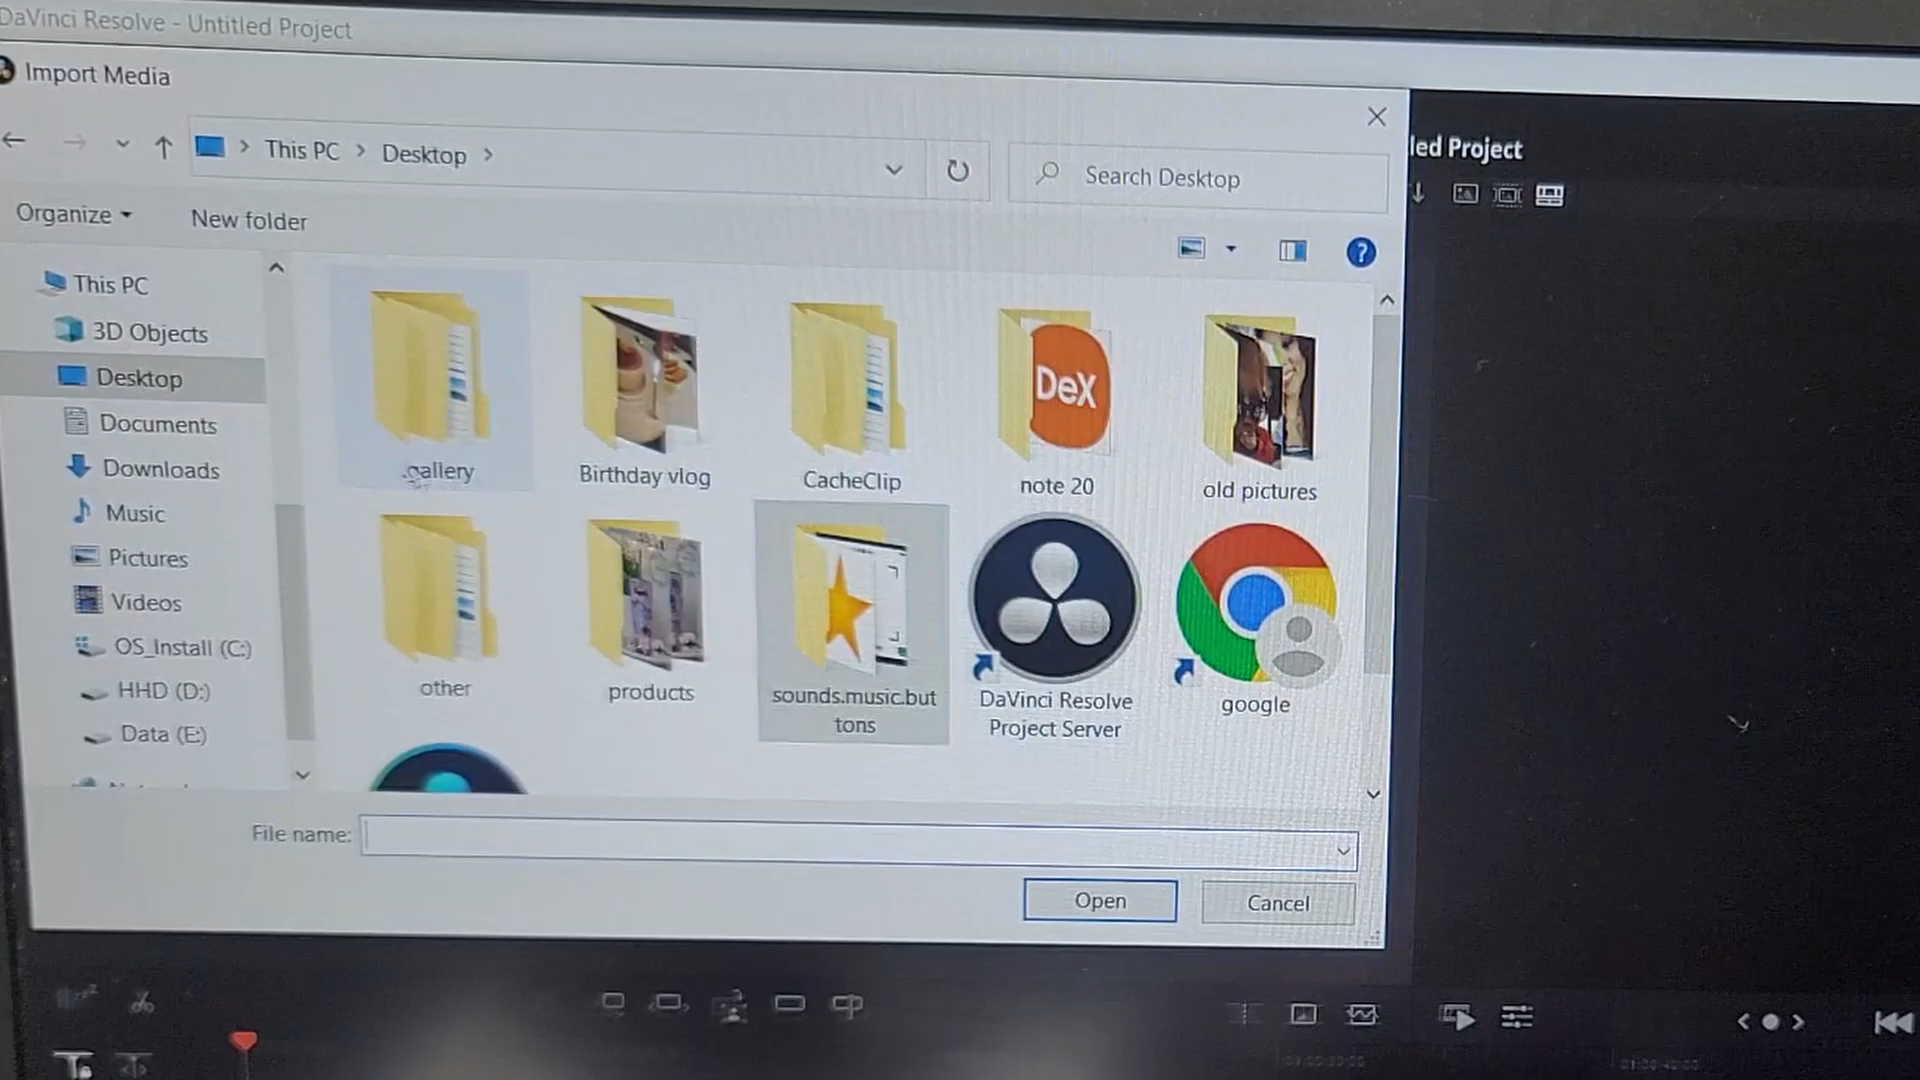 DaVinci Resolve - Untitled Project
Import Media
This PC
Desktop
Search Desktop
led Project
Organize
New folder
?
This PC
3D Objects
Desktop
Documents
Downloads
Music
Pictures
Videos
OS_Install (C:)
HHD (D:)
Data (E:)
.gallery
Birthday vlog
CacheClip
DeX
note 20
old pictures
other
products
sounds.music.but
tons
DaVinci Resolve
Project Server
google
File name:
Open
Cancel